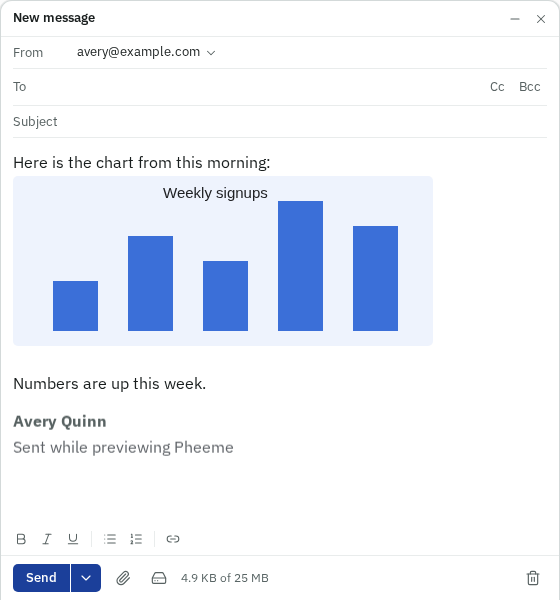 New message
From avery@example.com
To Cc Bcc
Subject
Here is the chart from this morning:
Weekly signups
Numbers are up this week.
Avery Quinn
Sent while previewing Pheeme
B I U
Send 4.9 KB of 25 MB